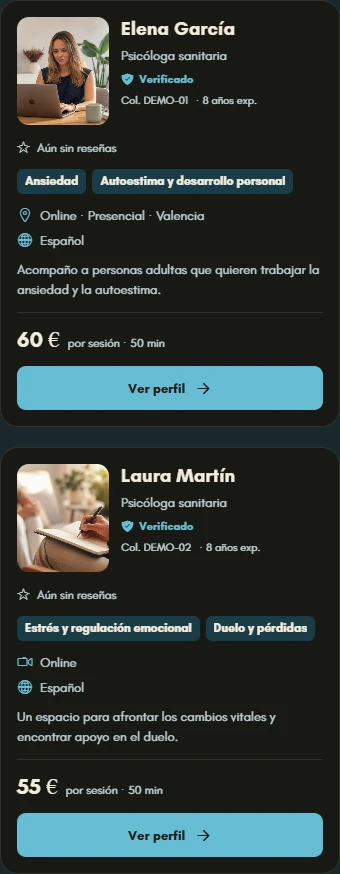 Elena García
Psicóloga sanitaria
Verificado
Col. DEMO-01 · 8 años exp.
Aún sin reseñas
Ansiedad
Autoestima y desarrollo personal
Online · Presencial · Valencia
Español
Acompaño a personas adultas que quieren trabajar la
ansiedad y la autoestima.
60 € por sesión · 50 min
Ver perfil →
Laura Martín
Psicóloga sanitaria
Verificado
Col. DEMO-02 · 8 años exp.
Aún sin reseñas
Estrés y regulación emocional
Duelo y pérdidas
Online
Español
Un espacio para afrontar los cambios vitales y
encontrar apoyo en el duelo.
55 € por sesión · 50 min
Ver perfil →